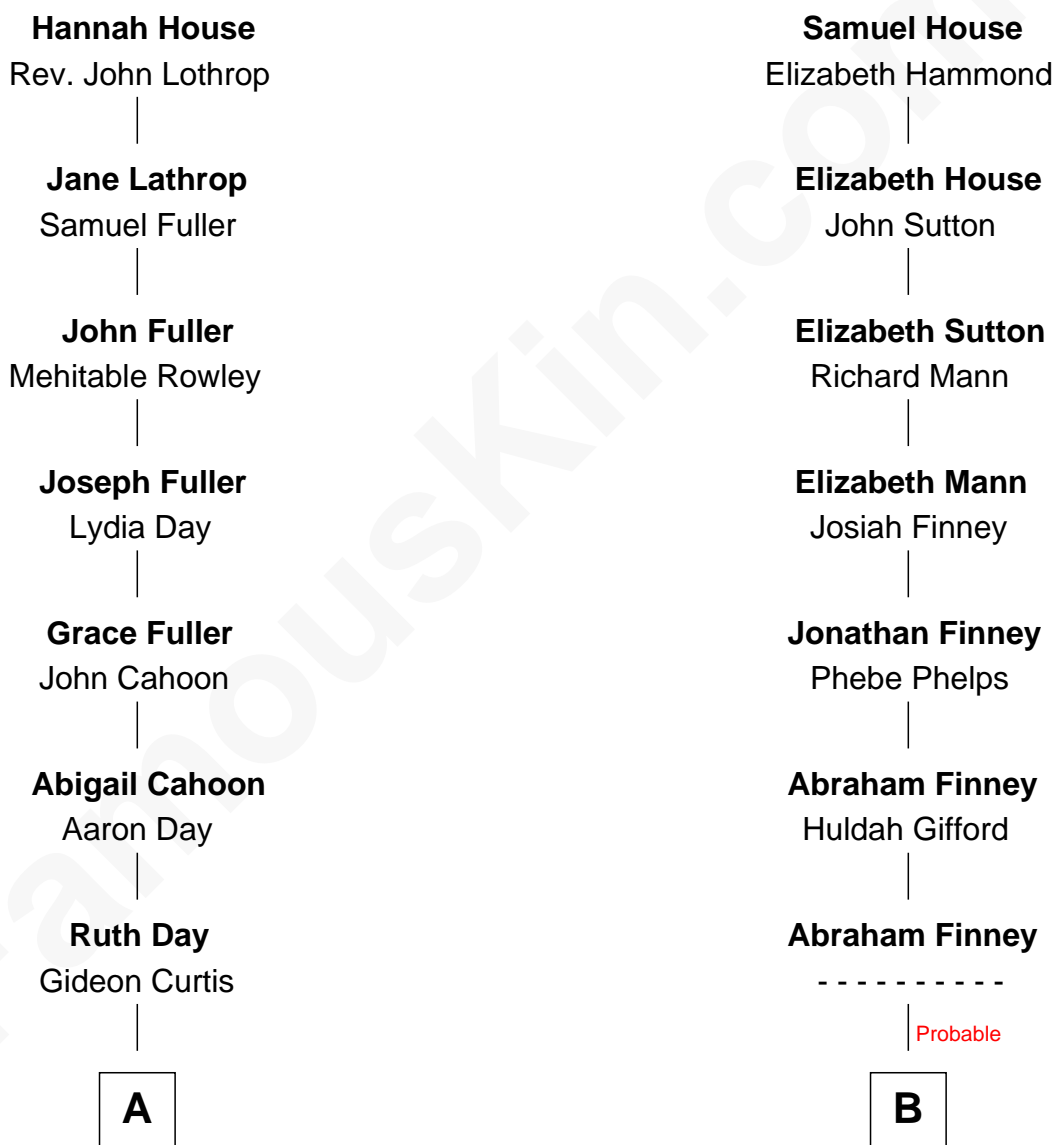 Hannah House
Rev. John Lothrop
Jane Lathrop
Samuel Fuller
John Fuller
Mehitable Rowley
Joseph Fuller
Lydia Day
Grace Fuller
John Cahoon
Abigail Cahoon
Aaron Day
Ruth Day
Gideon Curtis
A
Samuel House
Elizabeth Hammond
Elizabeth House
John Sutton
Elizabeth Sutton
Richard Mann
Elizabeth Mann
Josiah Finney
Jonathan Finney
Phebe Phelps
Abraham Finney
Huldah Gifford
Abraham Finney
- - - - - - - - - -
Probable
B
FamousKin.com